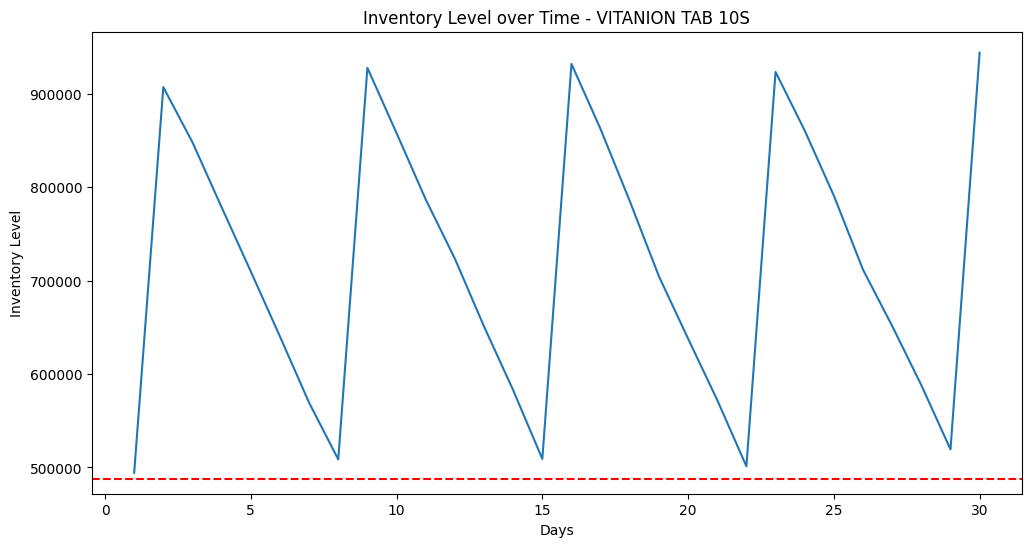 Inventory Level over Time - VITANION TAB 10S
Inventory Level
900000
800000
700000
600000
500000
0 5 10 15 20 25 30
Days